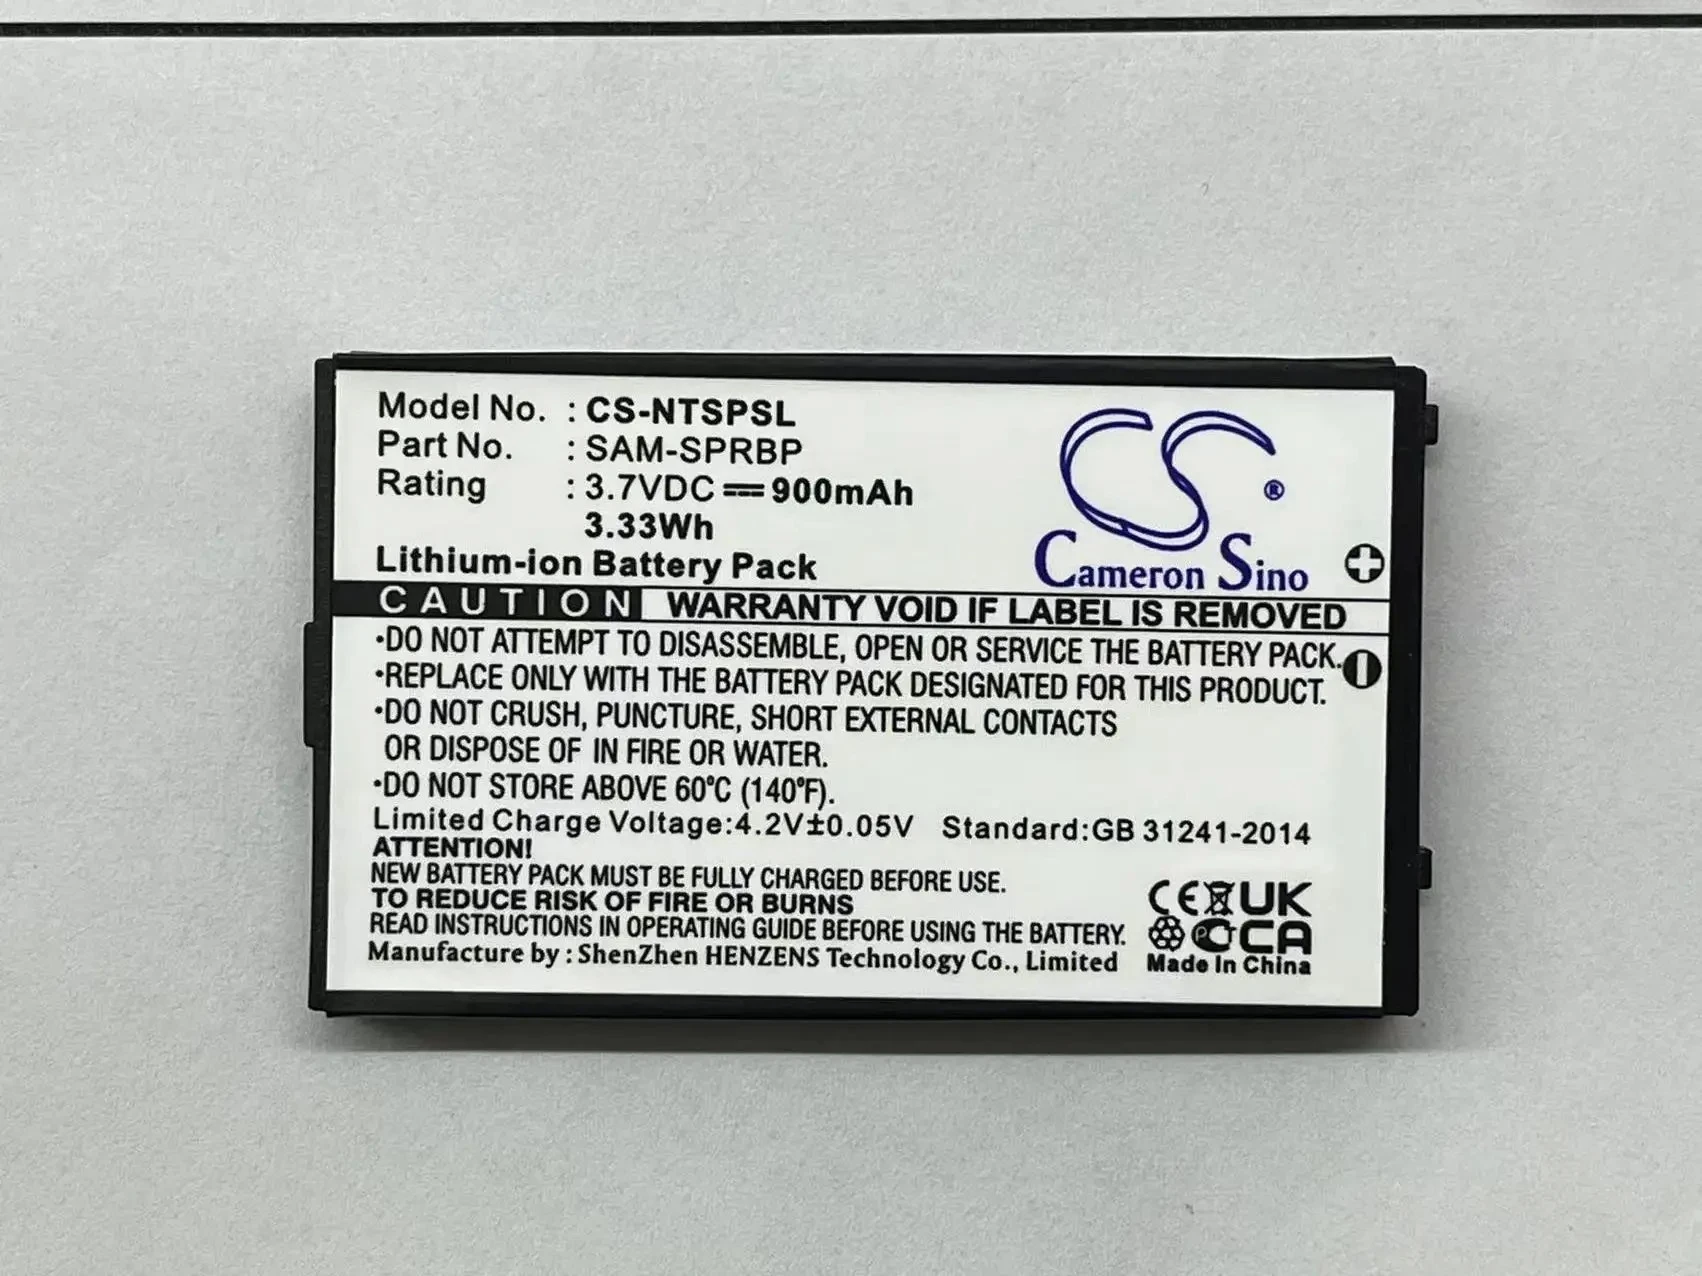 Model No. : CS-NTSPSL
Part No. : SAM-SPRBP
Rating : 3.7VDC 900mAh
3.33Wh
Lithium-ion Battery Pack
CS ®
Cameron Sino
CAUTION WARRANTY VOID IF LABEL IS REMOVED
•DO NOT ATTEMPT TO DISASSEMBLE, OPEN OR SERVICE THE BATTERY PACK.
•REPLACE ONLY WITH THE BATTERY PACK DESIGNATED FOR THIS PRODUCT.
•DO NOT CRUSH, PUNCTURE, SHORT EXTERNAL CONTACTS
OR DISPOSE OF IN FIRE OR WATER.
•DO NOT STORE ABOVE 60°C (140°F).
Limited Charge Voltage:4.2V±0.05V Standard:GB 31241-2014
ATTENTION!
NEW BATTERY PACK MUST BE FULLY CHARGED BEFORE USE.
TO REDUCE RISK OF FIRE OR BURNS
READ INSTRUCTIONS IN OPERATING GUIDE BEFORE USING THE BATTERY.
Manufacture by : ShenZhen HENZENS Technology Co., Limited
CE UK
CA
Made In China